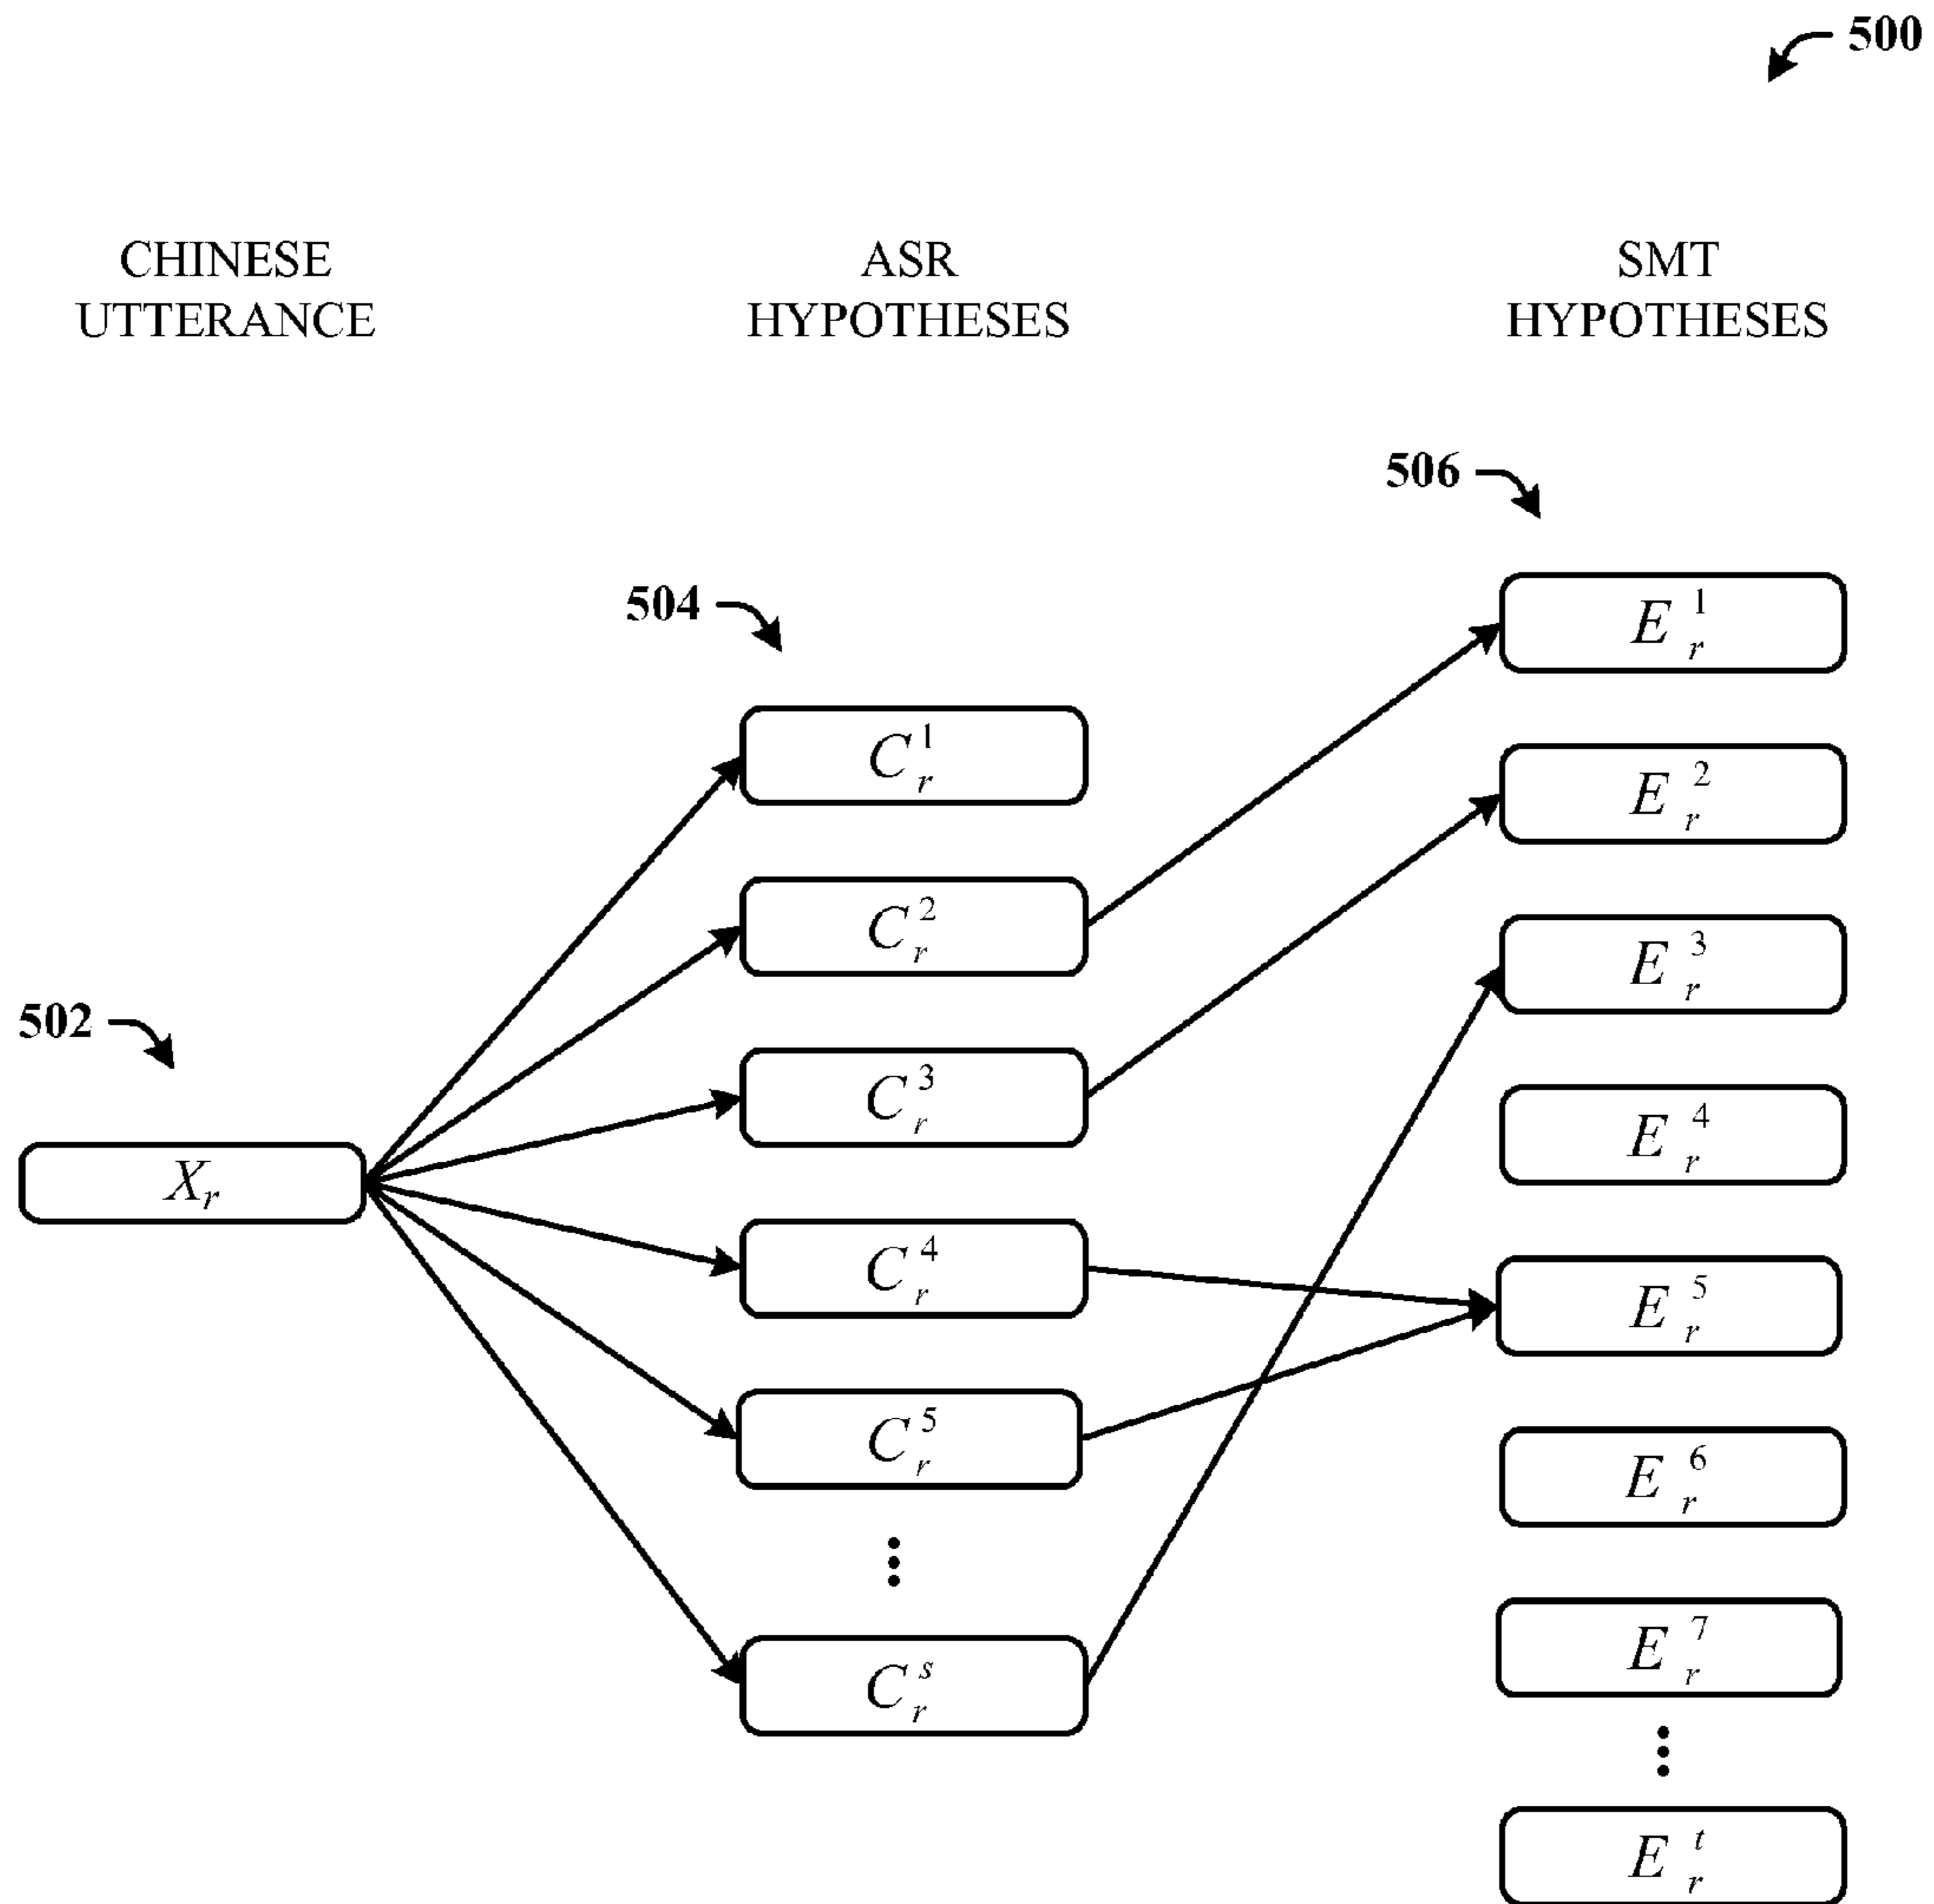 500
CHINESE
UTTERANCE
ASR
HYPOTHESES
SMT
HYPOTHESES
506
504
502
X_r
C_r^1
C_r^2
C_r^3
C_r^4
C_r^5
C_r^s
E_r^1
E_r^2
E_r^3
E_r^4
E_r^5
E_r^6
E_r^7
E_r^t